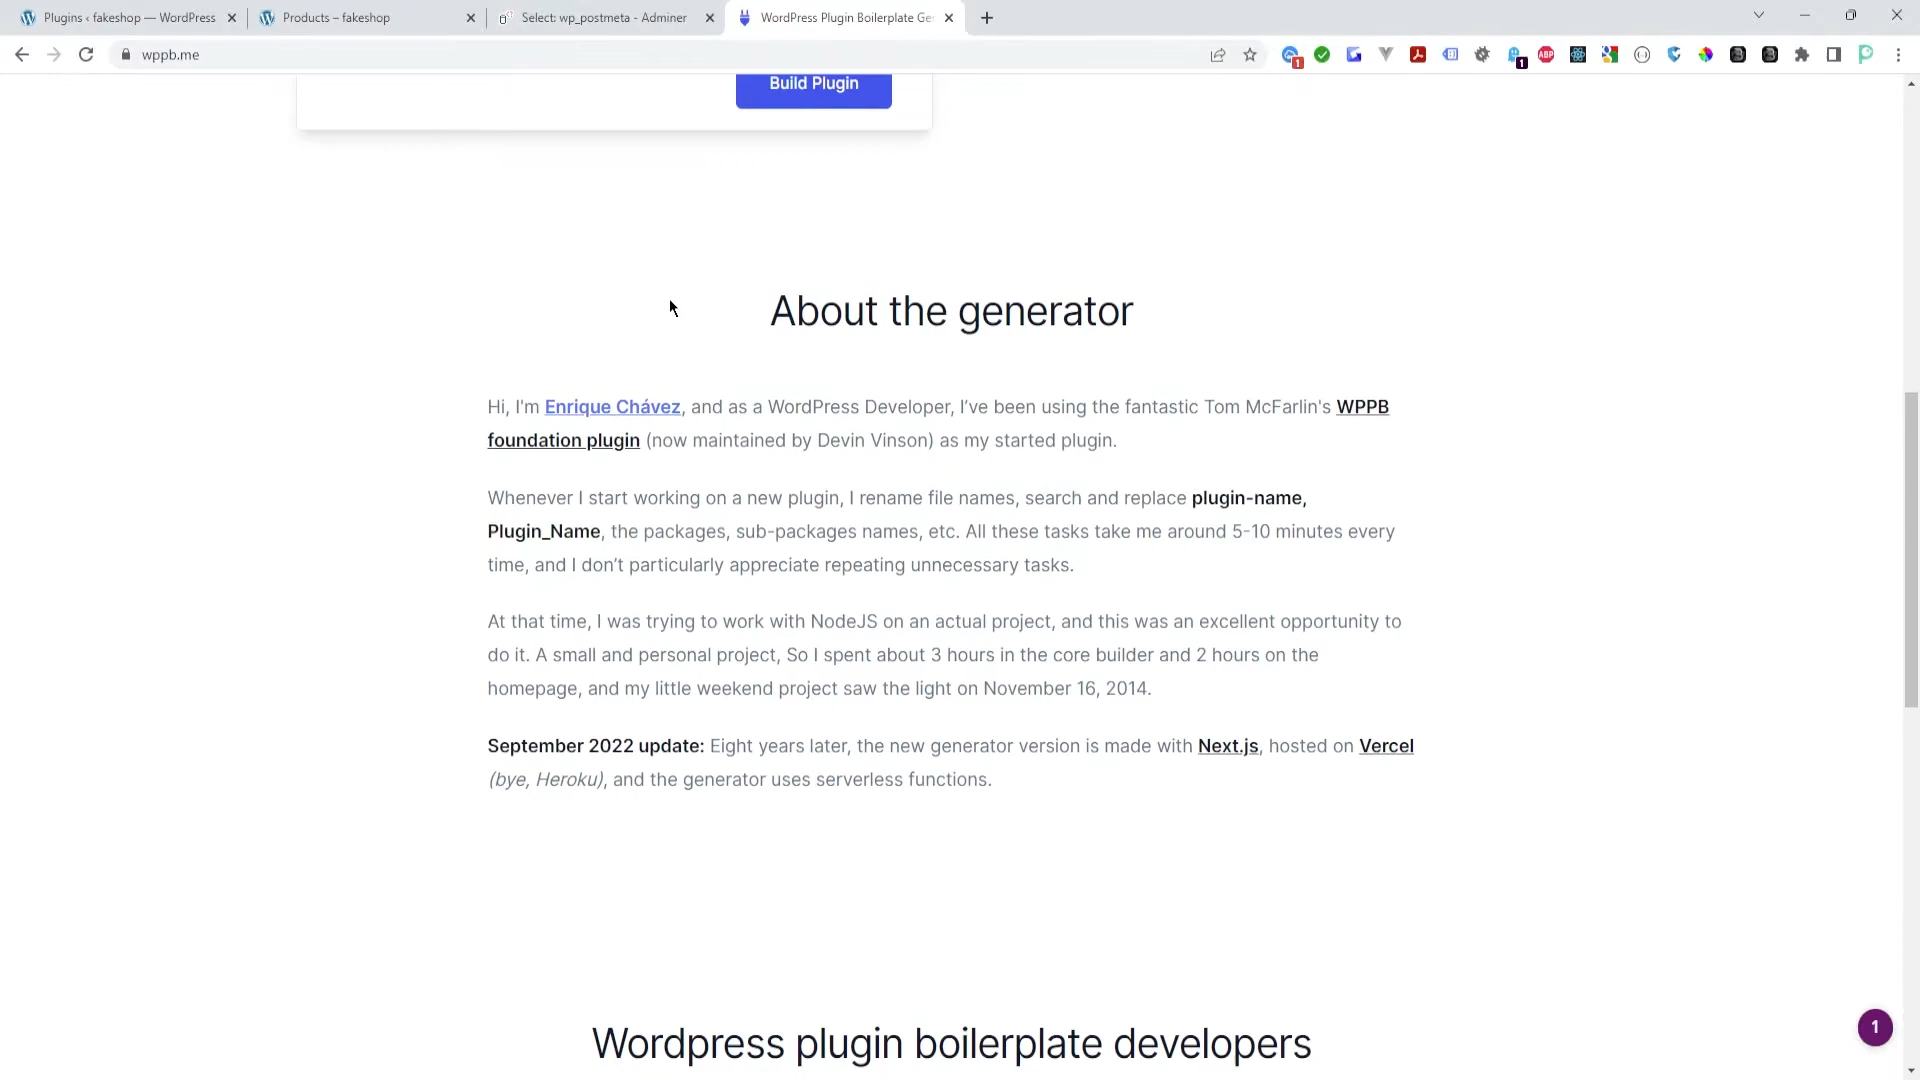 Plugins ‹ fakeshop — WordPress
Products – fakeshop
Select: wp_postmeta - Adminer
WordPress Plugin Boilerplate Ge
wppb.me
1
1
ABP
Build Plugin
About the generator
Hi, I'm Enrique Chávez, and as a WordPress Developer, I’ve been using the fantastic Tom McFarlin's WPPB
foundation plugin (now maintained by Devin Vinson) as my started plugin.
Whenever I start working on a new plugin, I rename file names, search and replace plugin-name,
Plugin_Name, the packages, sub-packages names, etc. All these tasks take me around 5-10 minutes every
time, and I don’t particularly appreciate repeating unnecessary tasks.
At that time, I was trying to work with NodeJS on an actual project, and this was an excellent opportunity to
do it. A small and personal project, So I spent about 3 hours in the core builder and 2 hours on the
homepage, and my little weekend project saw the light on November 16, 2014.
September 2022 update: Eight years later, the new generator version is made with Next.js, hosted on Vercel
(bye, Heroku), and the generator uses serverless functions.
1
Wordpress plugin boilerplate developers